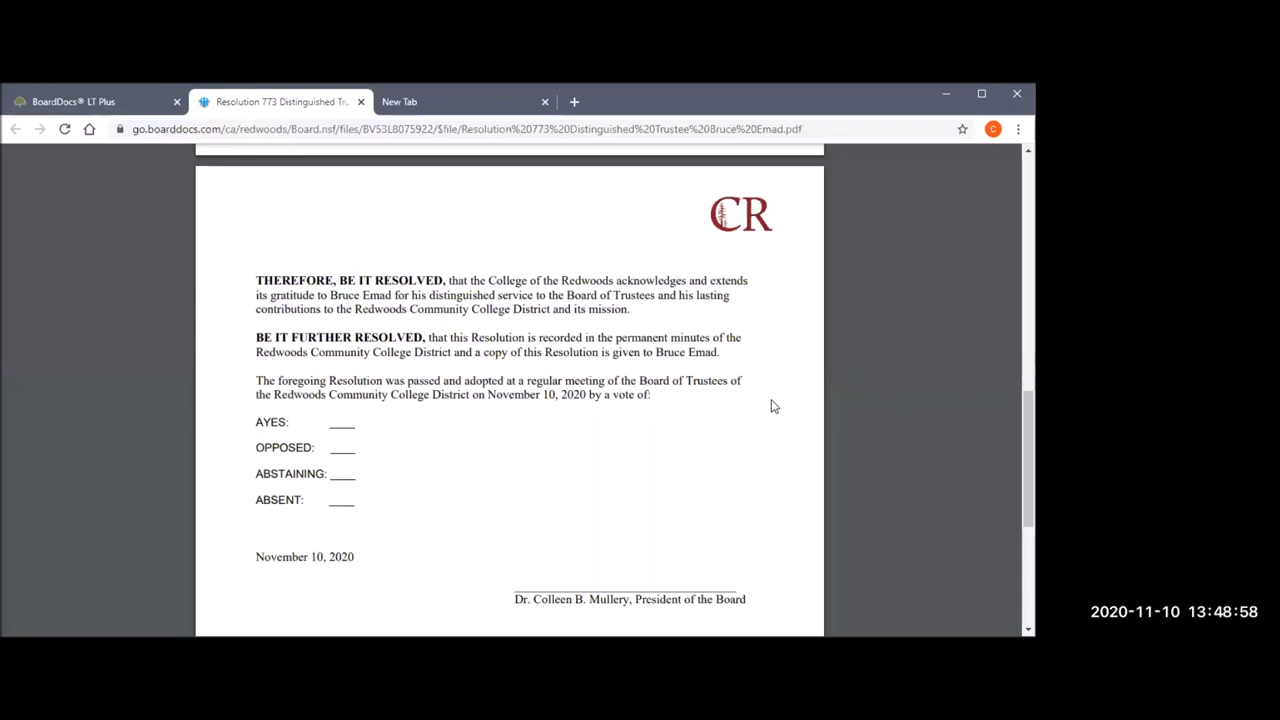 BoardDocs® LT Plus
Resolution 773 Distinguished Tru
New Tab
go.boarddocs.com/ca/redwoods/Board.nsf/files/BV53L8075922/$file/Resolution%20773%20Distinguished%20Trustee%20Bruce%20Emad.pdf
C
CR
THEREFORE, BE IT RESOLVED, that the College of the Redwoods acknowledges and extends
its gratitude to Bruce Emad for his distinguished service to the Board of Trustees and his lasting
contributions to the Redwoods Community College District and its mission.
BE IT FURTHER RESOLVED, that this Resolution is recorded in the permanent minutes of the
Redwoods Community College District and a copy of this Resolution is given to Bruce Emad.
The foregoing Resolution was passed and adopted at a regular meeting of the Board of Trustees of
the Redwoods Community College District on November 10, 2020 by a vote of:
AYES: ____
OPPOSED: ____
ABSTAINING: ____
ABSENT: ____
November 10, 2020
Dr. Colleen B. Mullery, President of the Board
2020-11-10 13:48:58